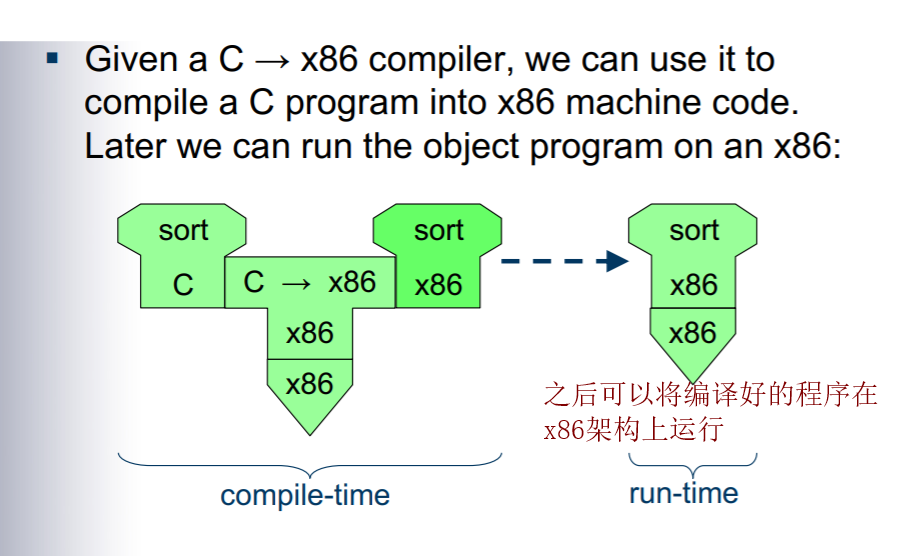 Given a C → x86 compiler, we can use it to
compile a C program into x86 machine code.
Later we can run the object program on an x86:
sort
sort
sort
C
C → x86
x86
x86
x86
x86
x86
之后可以将编译好的程序在
x86架构上运行
compile-time
run-time